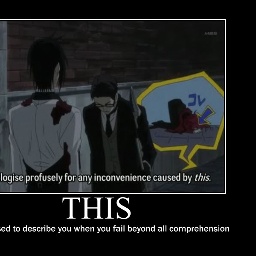 コレ
logise profusely for any inconvenience caused by this.
THIS
sed to describe you when you fail beyond all comprehension